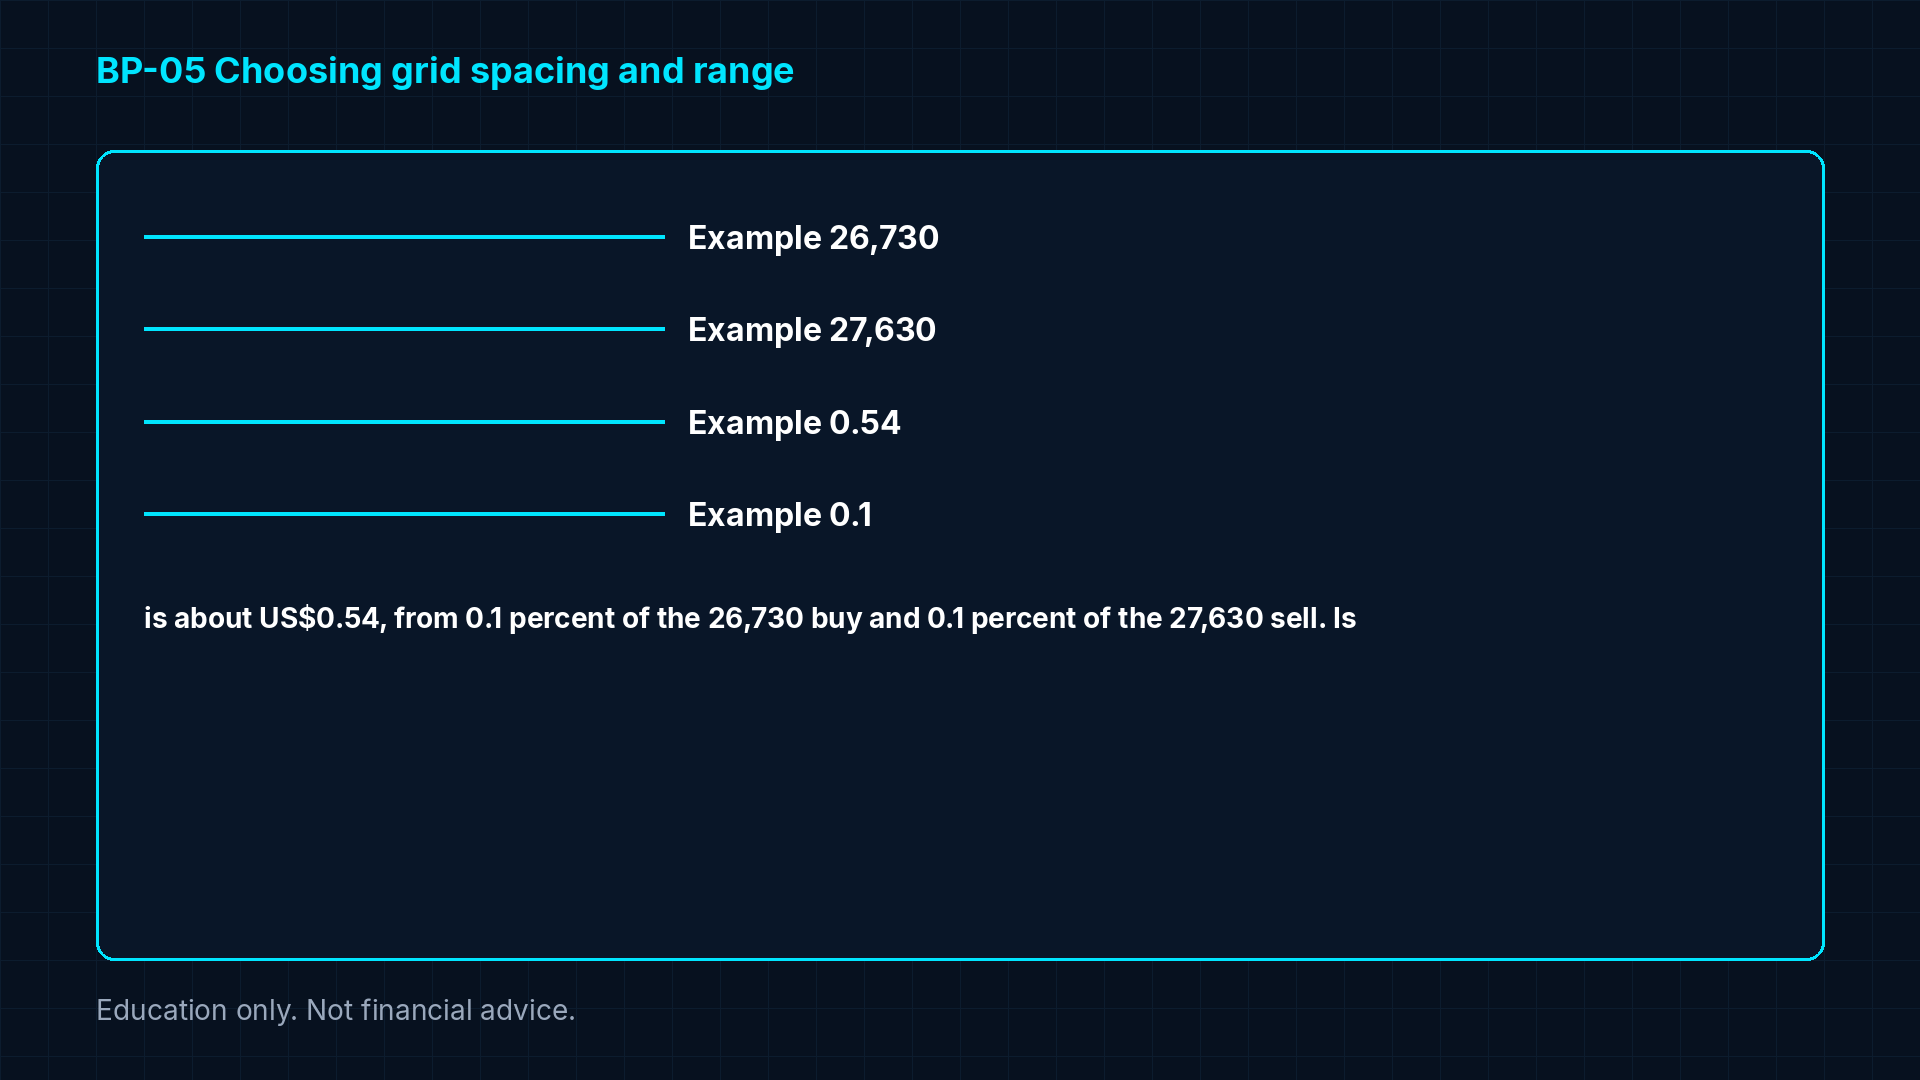 BP-05 Choosing grid spacing and range
Example 26,730
Example 27,630
Example 0.54
Example 0.1
is about US$0.54, from 0.1 percent of the 26,730 buy and 0.1 percent of the 27,630 sell. Is
Education only. Not financial advice.